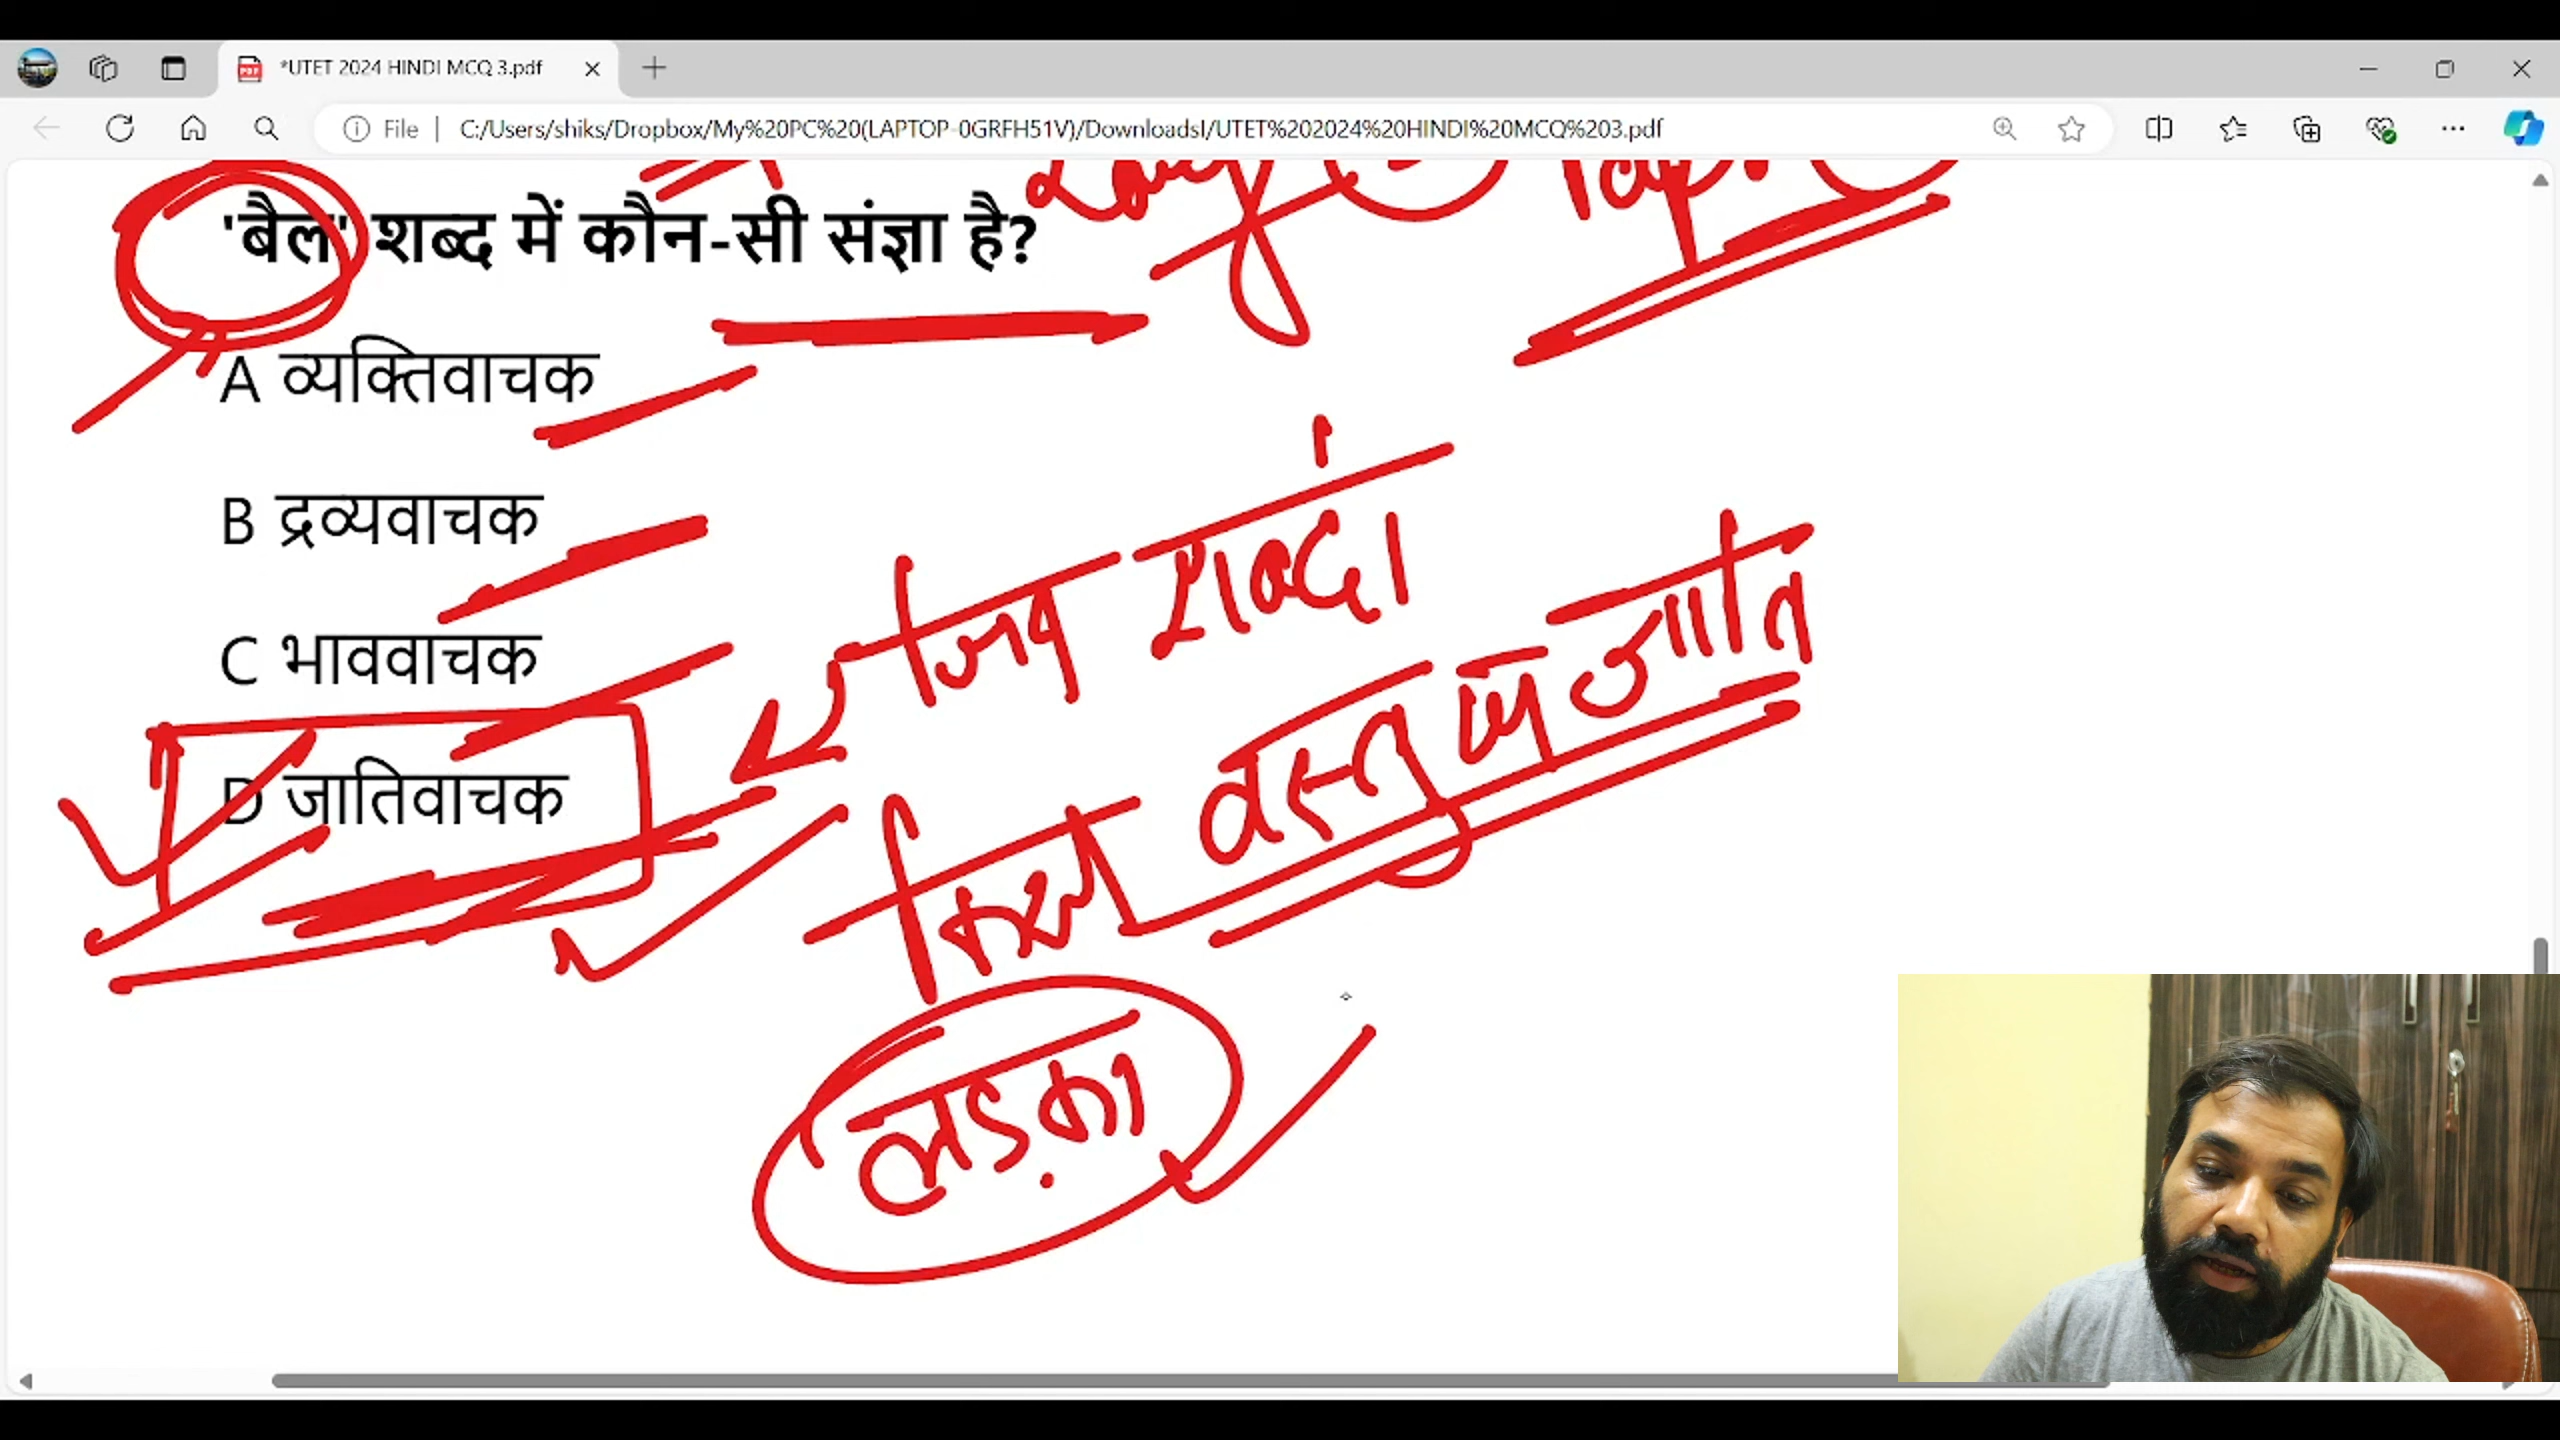 *UTET 2024 HINDI MCQ 3.pdf
File | C:/Users/shiks/Dropbox/My%20PC%20(LAPTOP-0GRFH51V)/DownloadsI/UTET%202024%20HINDI%20MCQ%203.pdf
'बैल' शब्द में कौन-सी संज्ञा है?
A व्यक्तिवाचक
B द्रव्यवाचक
C भाववाचक
D जातिवाचक
शब्दों
वस्तु जाति
लड़का